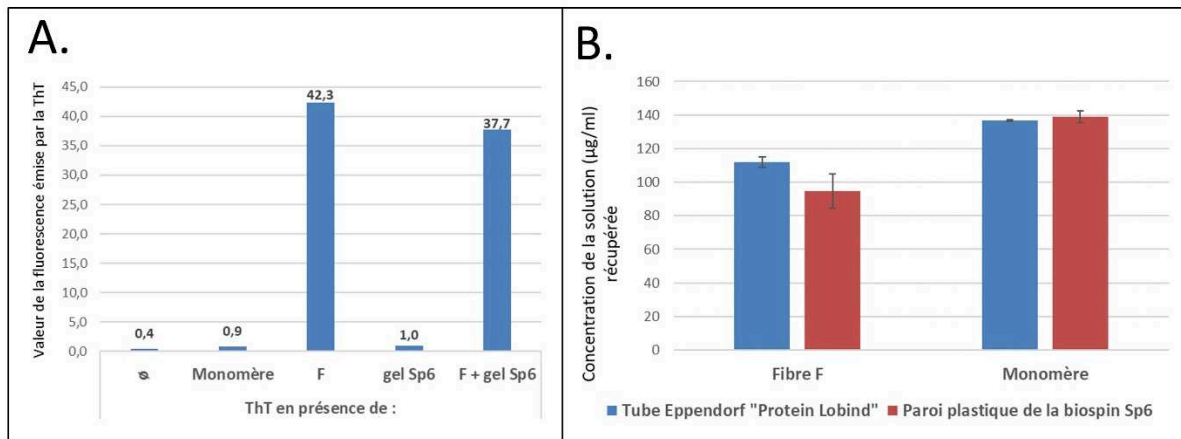 A.
Valeur de la fluorescence émise par la ThT
45,0
40,0
35,0
30,0
25,0
20,0
15,0
10,0
5,0
0,0
0,4
0,9
42,3
1,0
37,7
ø Monomère F gel Sp6 F + gel Sp6
ThT en présence de :
B.
Concentration de la solution (µg/ml)
récupérée
160
140
120
100
80
60
40
20
0
Fibre F Monomère
Tube Eppendorf "Protein Lobind" Paroi plastique de la biospin Sp6